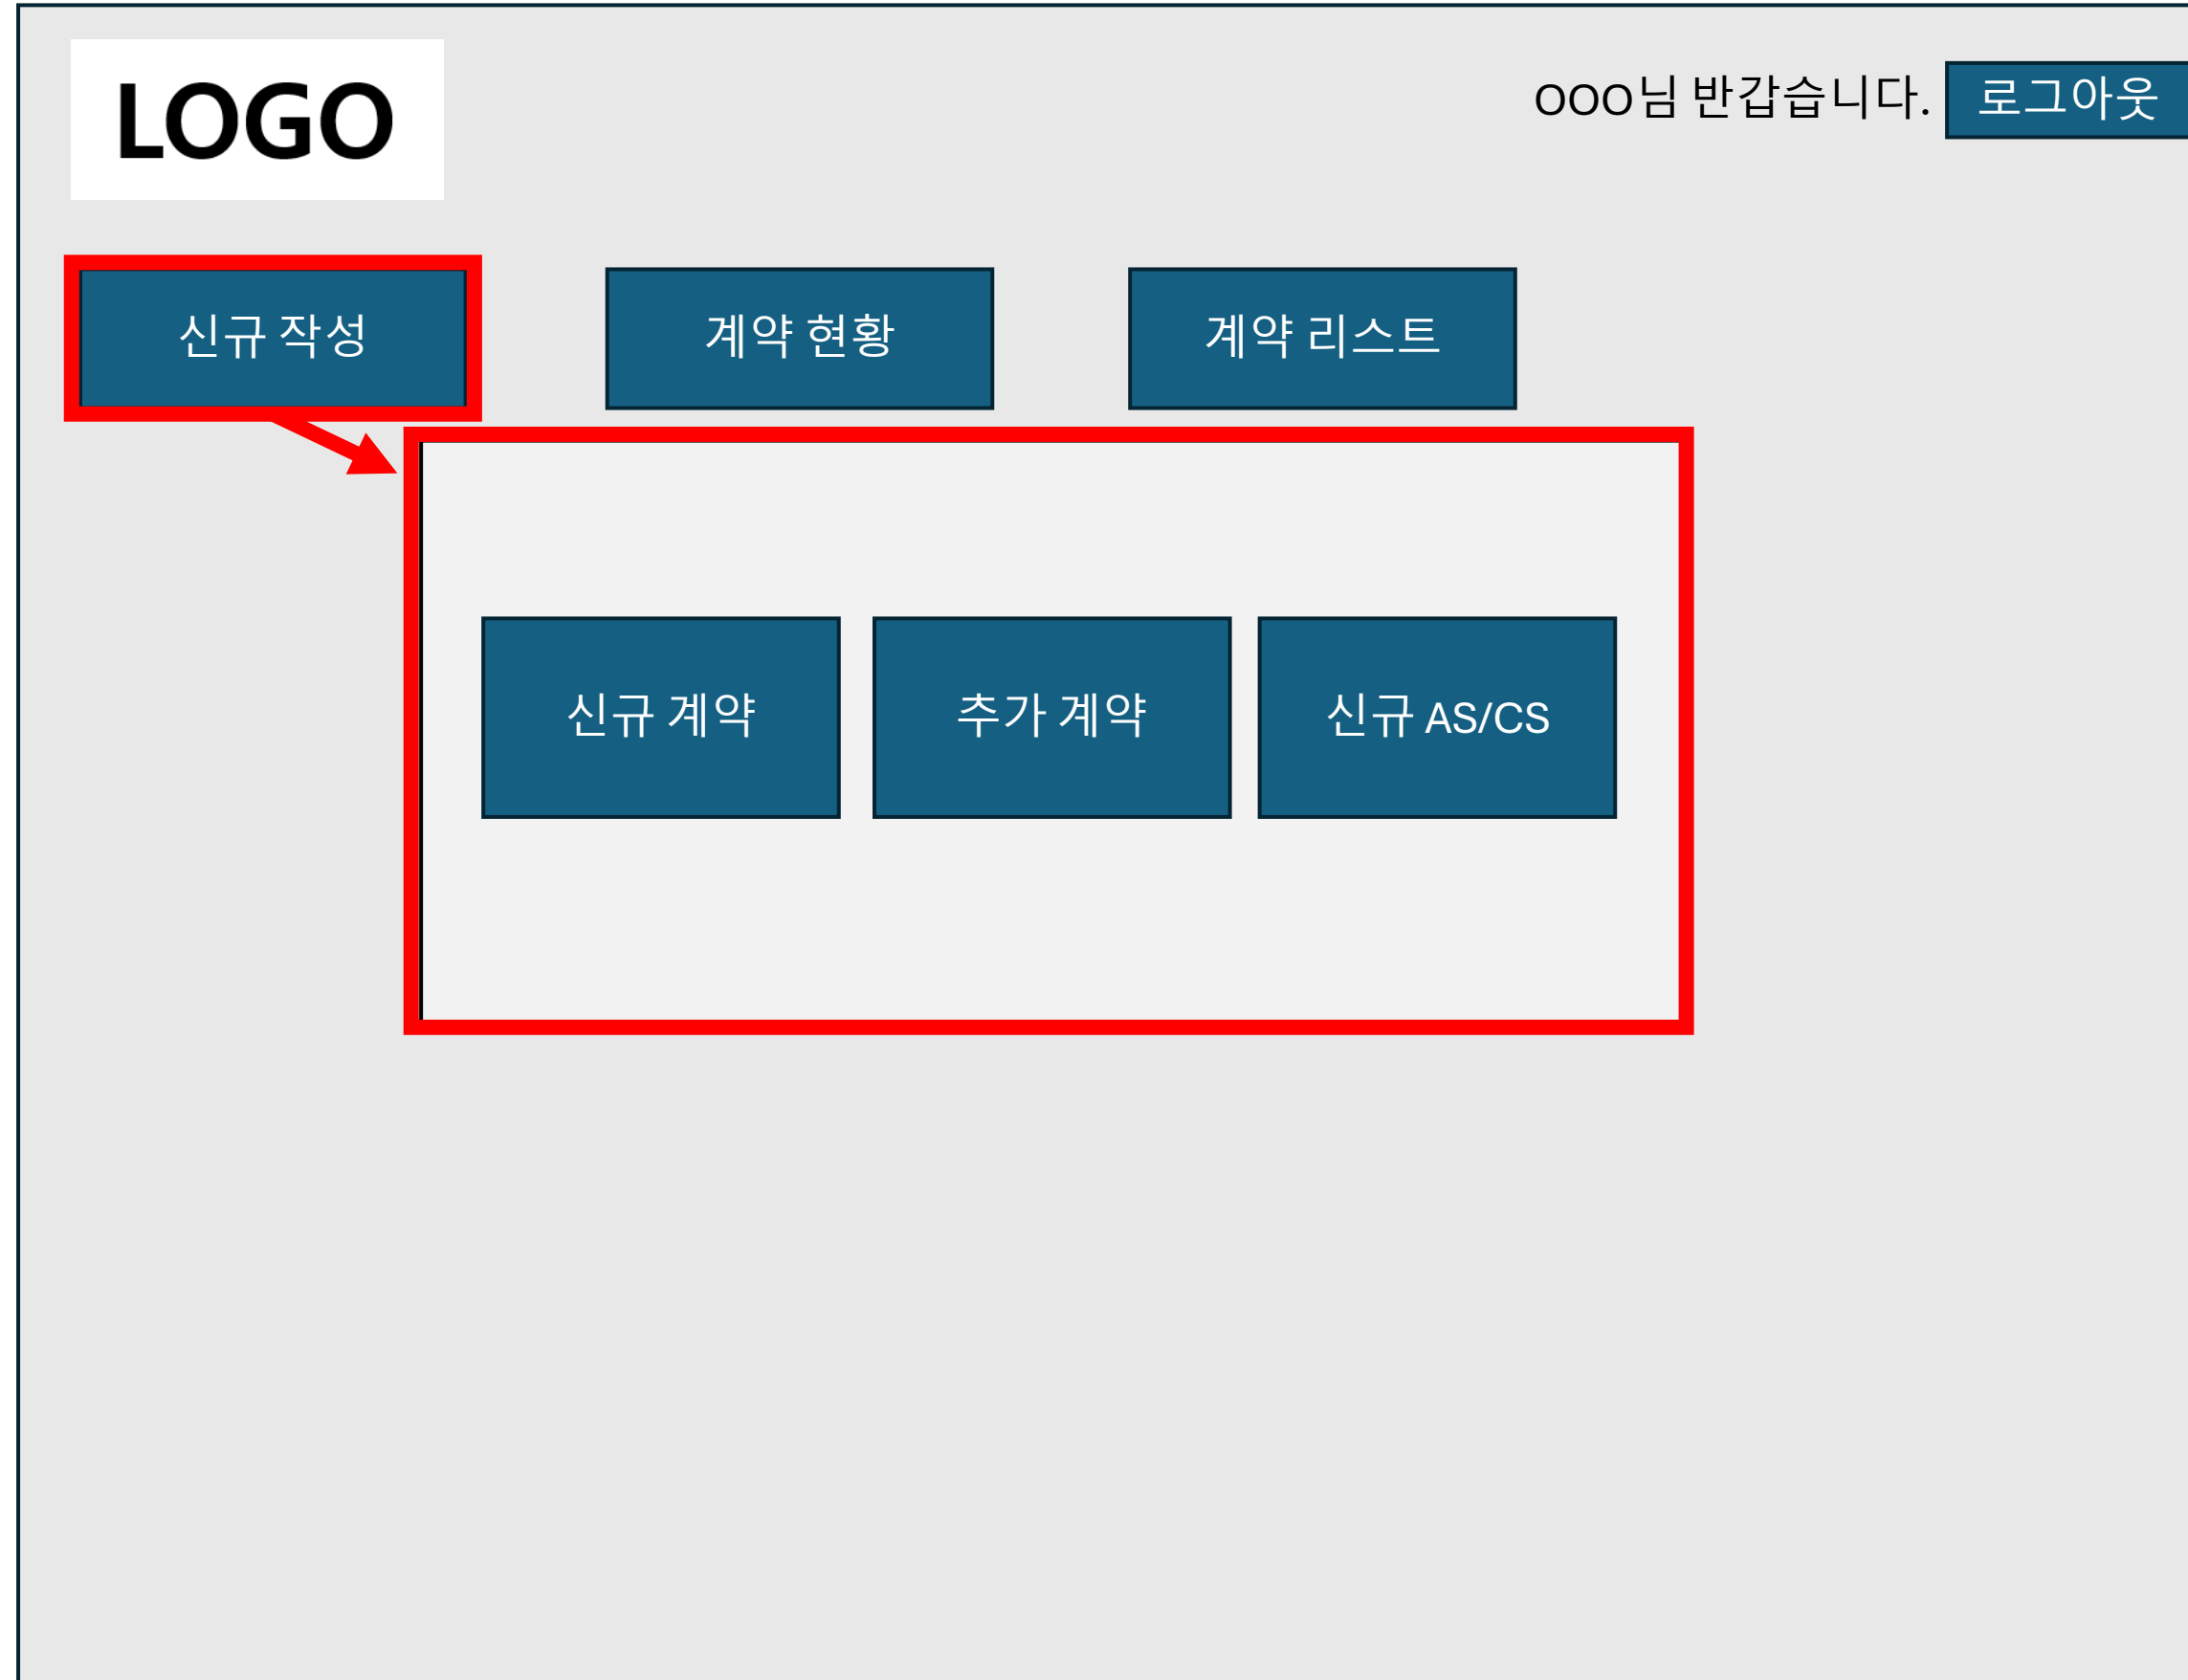 LOGO
OOO님 반갑습니다.
로그아웃
신규 작성
계약 현황
계약 리스트
신규 계약
추가 계약
신규 AS/CS